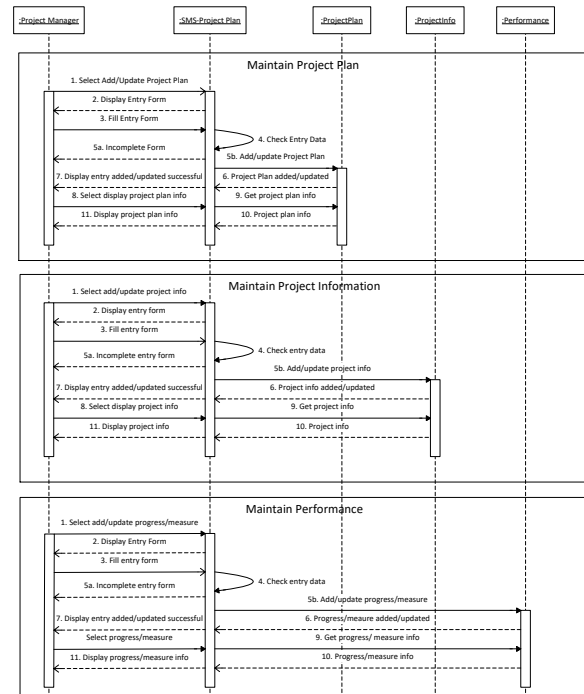 :Project Manager
:SMS-Project Plan
:ProjectPlan
:ProjectInfo
:Performance
Maintain Project Plan
1. Select Add/Update Project Plan
2. Display Entry Form
3. Fill Entry Form
4. Check Entry Data
5a. Incomplete Form
5b. Add/update Project Plan
7. Display entry added/updated successful
6. Project Plan added/updated
8. Select display project plan info
9. Get project plan info
11. Display project plan info
10. Project plan info
Maintain Project Information
1. Select add/update project info
2. Display entry form
3. Fill entry form
4. Check entry data
5a. Incomplete entry form
5b. Add/update project info
7. Display entry added/updated successful
6. Project info added/updated
8. Select display project info
9. Get project info
11. Display project info
10. Project info
Maintain Performance
1. Select add/update progress/measure
2. Display Entry Form
3. Fill entry form
4. Check entry data
5a. Incomplete entry form
5b. Add/update progress/measure
7. Display entry added/updated successful
6. Progress/meaure added/updated
Select progress/measure
9. Get progress/ measure info
11. Display progress/measure info
10. Progress/measure info